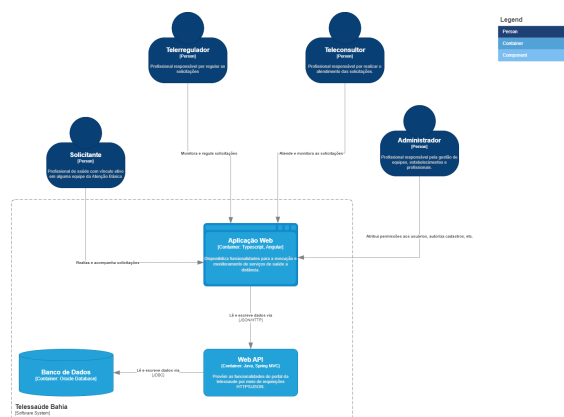 Legend
Person
Container
Component
Telerregulador
[Person]
Profissional responsável por regular as
solicitações
Teleconsultor
[Person]
Profissional responsável por realizar o
atendimento das solicitações.
Solicitante
[Person]
Profissional de saúde com vínculo ativo
em alguma equipe da Atenção Básica
Administrador
[Person]
Profissional responsável pela gestão de
equipes, estabelecimentos e
profissionais.
Monitora e regula solicitações
Atende e monitora as solicitações
Realiza e acompanha solicitações
Atribui permissões aos usuários, autoriza cadastros, etc.
Aplicação Web
[Container: Typescript, Angular]
Disponibiliza funcionalidades para a execução e
monitoramento de serviços de saúde a
distância.
Lê e escreve dados via
[JSON/HTTP]
Web API
[Container: Java, Spring MVC]
Provém as funcionalidades do portal do
telessaúde por meio de requisições
HTTPS/JSON.
Lê e escreve dados via
[JDBC]
Banco de Dados
[Container: Oracle Database]
Telessaúde Bahia
[Software System]